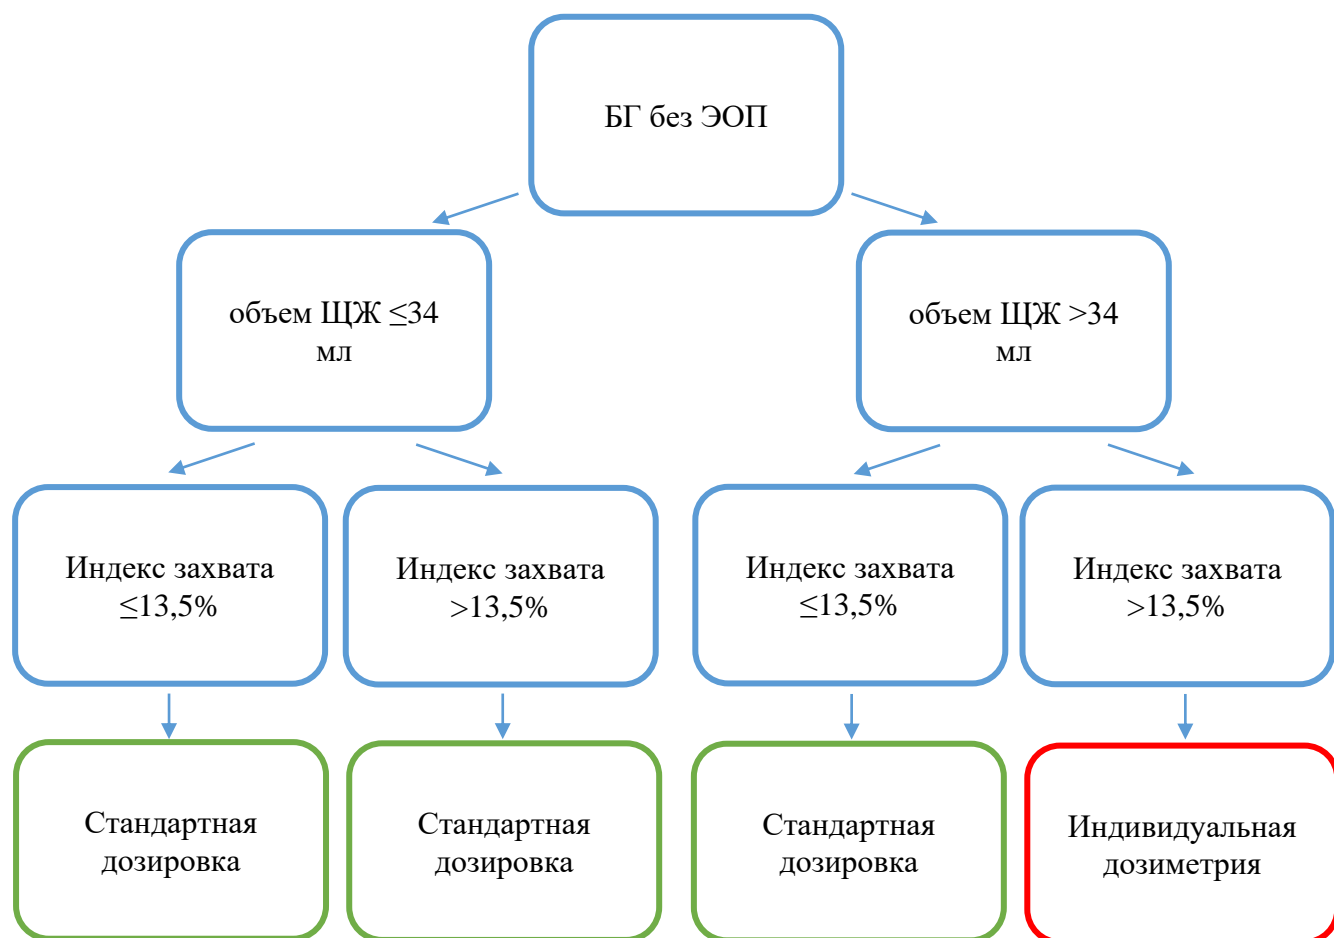 БГ без ЭОП
объем ЩЖ ≤34
мл
объем ЩЖ >34
мл
Индекс захвата
≤13,5%
Индекс захвата
>13,5%
Индекс захвата
≤13,5%
Индекс захвата
>13,5%
Стандартная
дозировка
Стандартная
дозировка
Стандартная
дозировка
Индивидуальная
дозиметрия